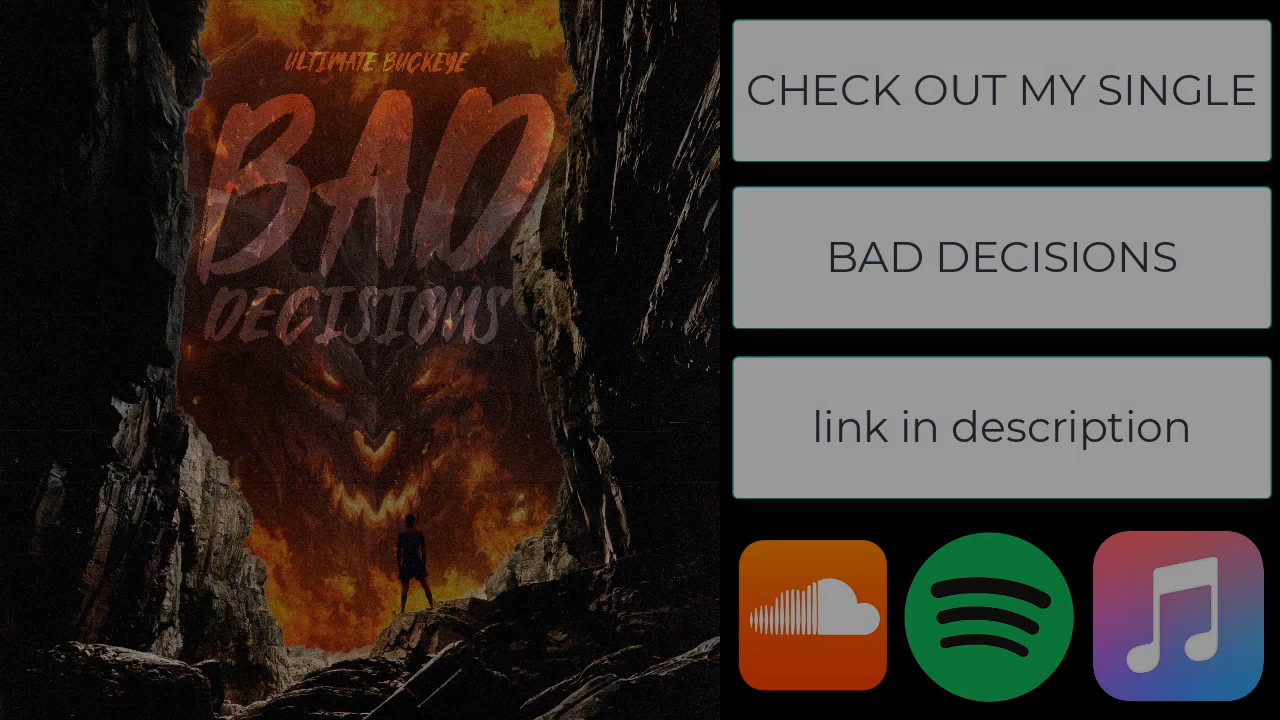 ULTIMATE BUCKEYE
BAD
DECISIONS
CHECK OUT MY SINGLE
BAD DECISIONS
link in description